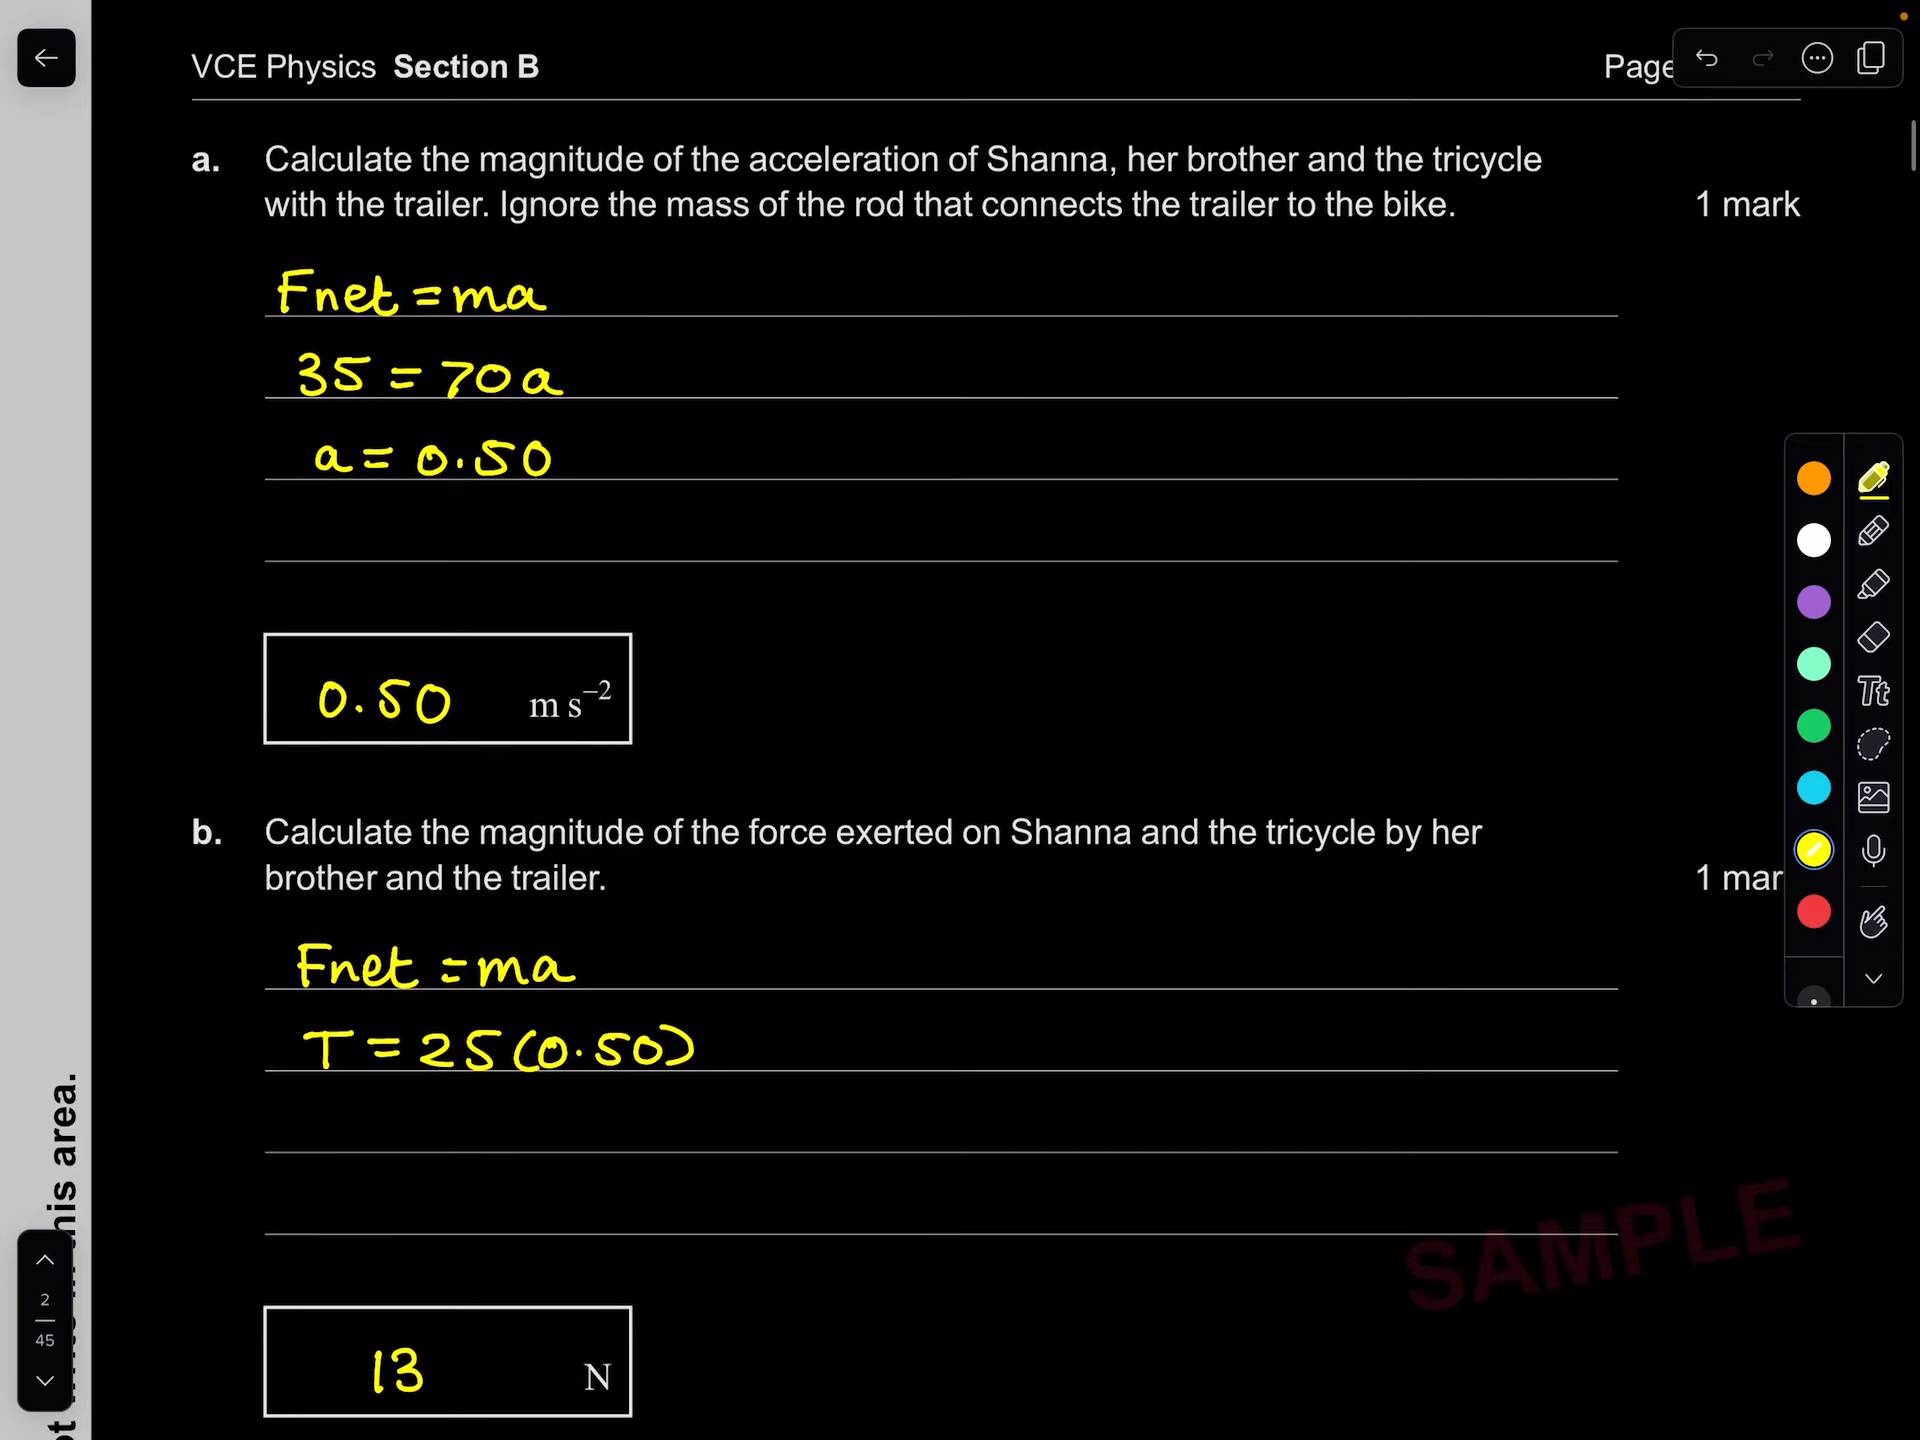 VCE Physics Section B
Page
a. Calculate the magnitude of the acceleration of Shanna, her brother and the tricycle
with the trailer. Ignore the mass of the rod that connects the trailer to the bike.
1 mark
Fnet = ma
35 = 70a
a = 0.50
0.50 m s⁻²
b. Calculate the magnitude of the force exerted on Shanna and the tricycle by her
brother and the trailer.
1 mar
Fnet = ma
T = 25(0.50)
SAMPLE
13 N
his area.
2
45
Tt